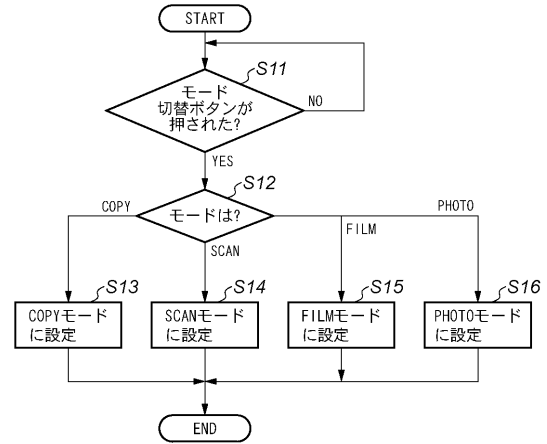 START
S11
モード
切替ボタンが
押された?
NO
YES
S12
COPY
モードは?
PHOTO
FILM
SCAN
S13
S14
S15
S16
COPYモード
に設定
SCANモード
に設定
FILMモード
に設定
PHOTOモード
に設定
END